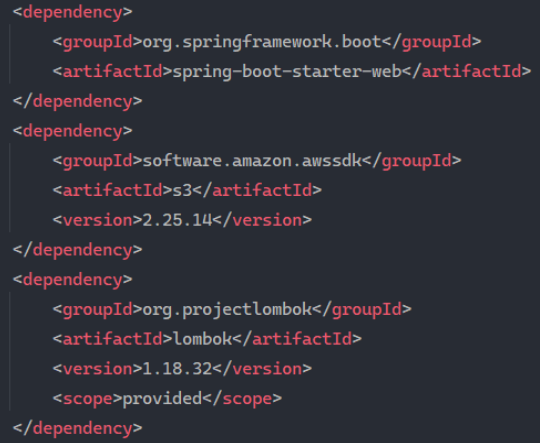 <dependency>
    <groupId>org.springframework.boot</groupId>
    <artifactId>spring-boot-starter-web</artifactId>
</dependency>
<dependency>
    <groupId>software.amazon.awssdk</groupId>
    <artifactId>s3</artifactId>
    <version>2.25.14</version>
</dependency>
<dependency>
    <groupId>org.projectlombok</groupId>
    <artifactId>lombok</artifactId>
    <version>1.18.32</version>
    <scope>provided</scope>
</dependency>